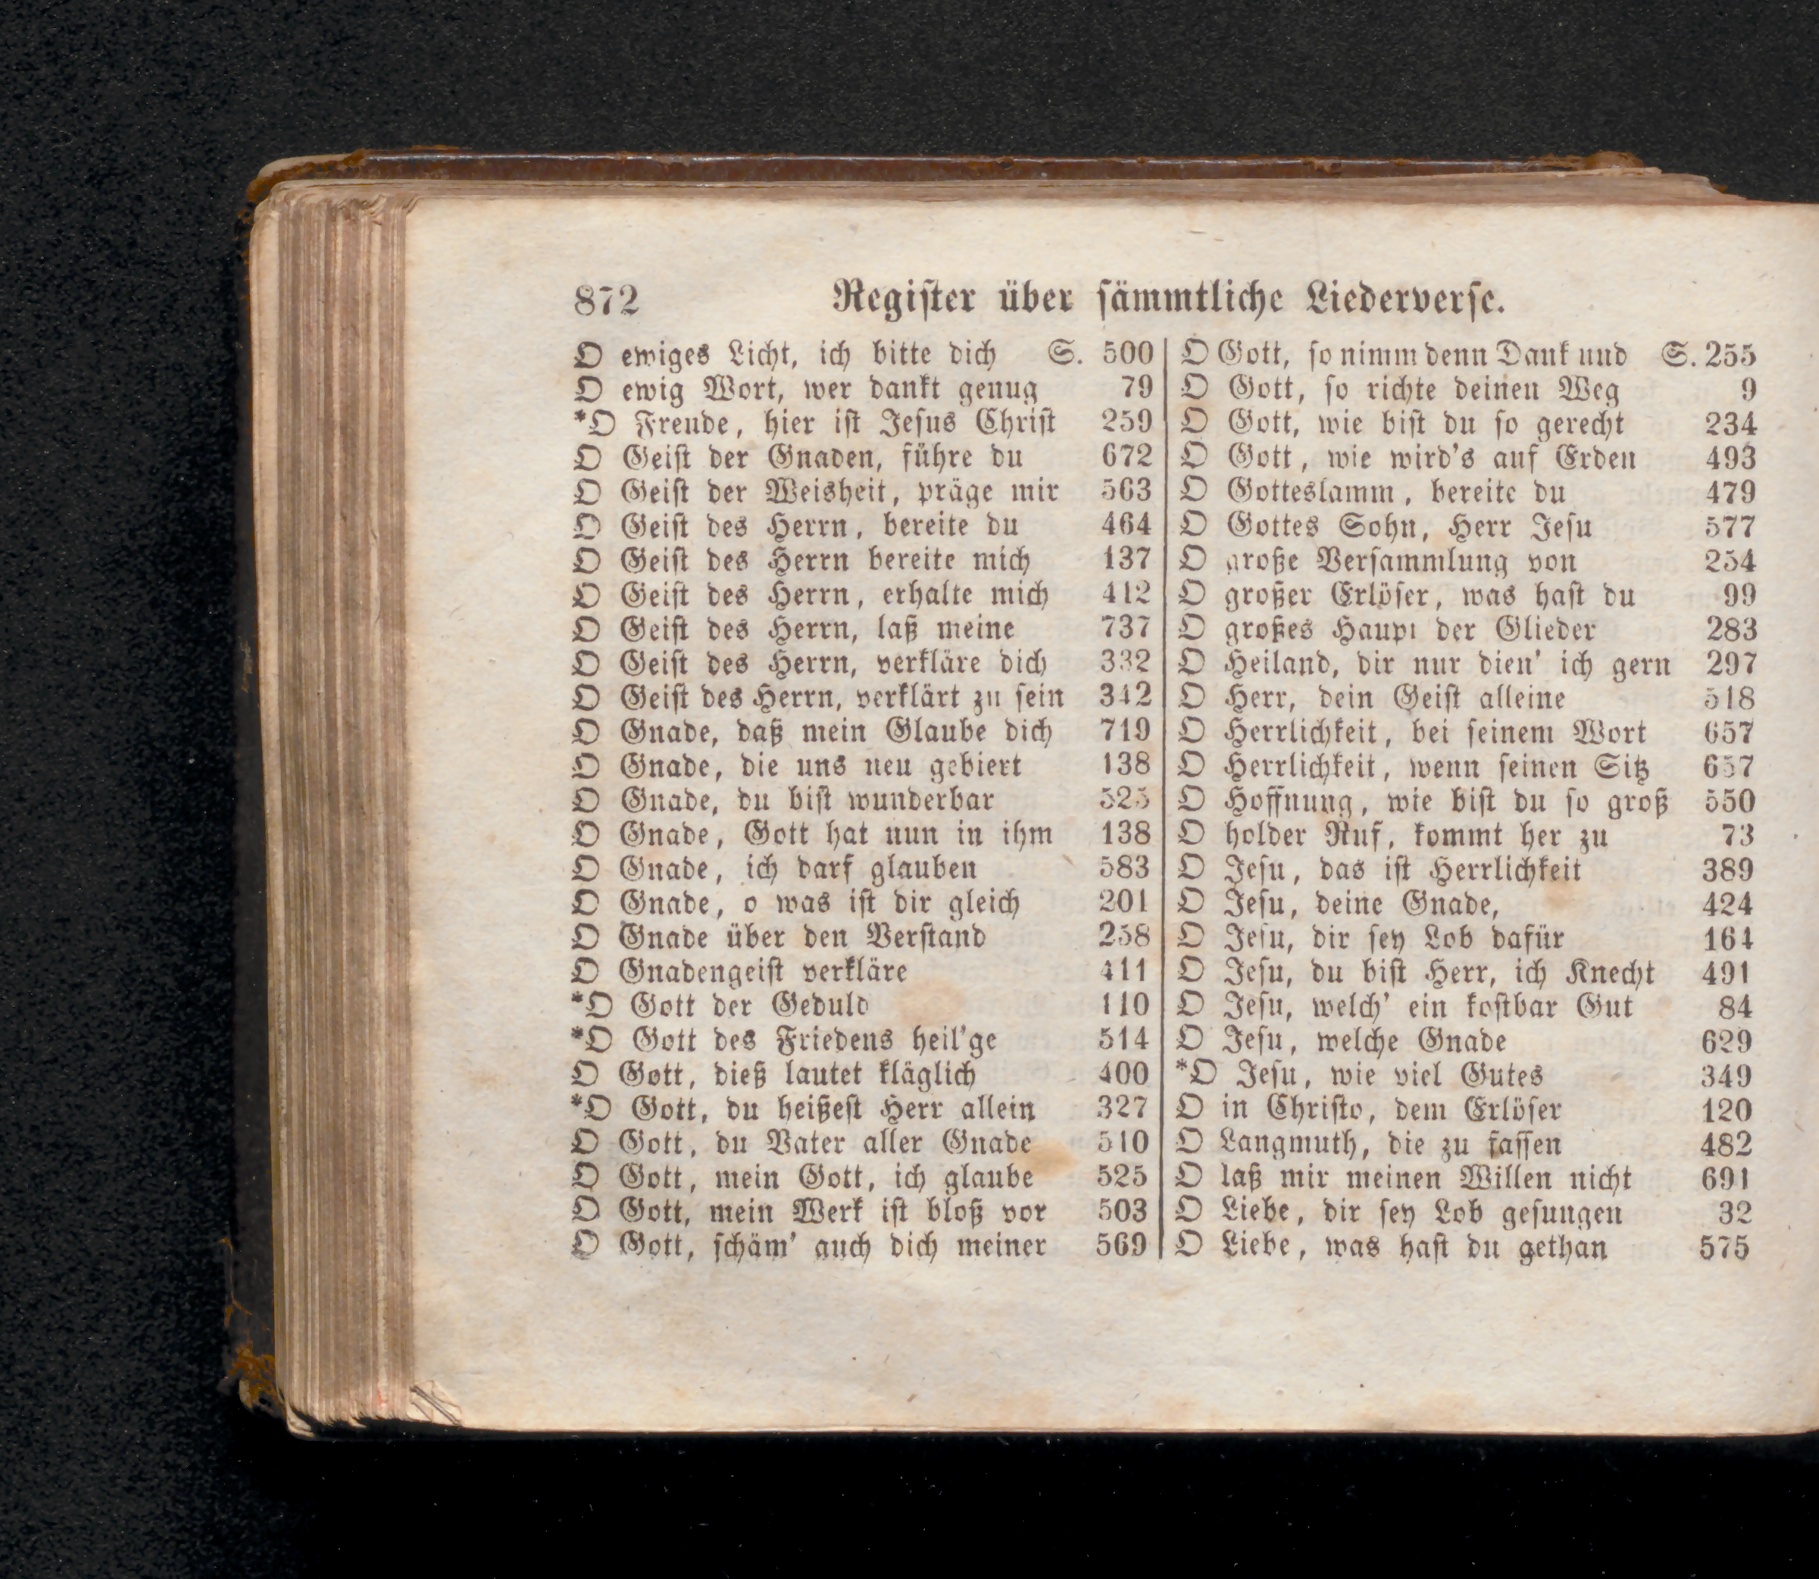 872 Register über sämmtliche Liederverse.
O ewiges Licht, ich bitte dich S. 500
O ewig Wort, wer dankt genug 79
*O Freude, hier ist Jesus Christ 259
O Geist der Gnaden, führe du 672
O Geist der Weisheit, präge mir 563
O Geist des Herrn, bereite du 464
O Geist des Herrn bereite mich 137
O Geist des Herrn, erhalte mich 412
O Geist des Herrn, laß meine 737
O Geist des Herrn, verkläre dich 332
O Geist des Herrn, verklärt zu sein 342
O Gnade, daß mein Glaube dich 719
O Gnade, die uns neu gebiert 138
O Gnade, du bist wunderbar 525
O Gnade, Gott hat nun in ihm 138
O Gnade, ich darf glauben 583
O Gnade, o was ist dir gleich 201
O Gnade über den Verstand 258
O Gnadengeist verkläre 411
*O Gott der Geduld 110
*O Gott des Friedens heil'ge 514
O Gott, dieß lautet kläglich 400
*O Gott, du heißest Herr allein 327
O Gott, du Vater aller Gnade 510
O Gott, mein Gott, ich glaube 525
O Gott, mein Werk ist bloß vor 503
O Gott, schäm' auch dich meiner 569
O Gott, so nimm denn Dank und S. 255
O Gott, so richte deinen Weg 9
O Gott, wie bist du so gerecht 234
O Gott, wie wird's auf Erden 493
O Gotteslamm, bereite du 479
O Gottes Sohn, Herr Jesu 577
O große Versammlung von 254
O großer Erlöser, was hast du 99
O großes Haupt der Glieder 283
O Heiland, dir nur dien' ich gern 297
O Herr, dein Geist alleine 518
O Herrlichkeit, bei seinem Wort 657
O Herrlichkeit, wenn seinen Sitz 657
O Hoffnung, wie bist du so groß 550
O holder Ruf, kommt her zu 73
O Jesu, das ist Herrlichkeit 389
O Jesu, deine Gnade, 424
O Jesu, dir sey Lob dafür 164
O Jesu, du bist Herr, ich Knecht 491
O Jesu, welch' ein kostbar Gut 84
O Jesu, welche Gnade 629
*O Jesu, wie viel Gutes 349
O in Christo, dem Erlöser 120
O Langmuth, die zu fassen 482
O laß mir meinen Willen nicht 691
O Liebe, dir sey Lob gesungen 32
O Liebe, was hast du gethan 575